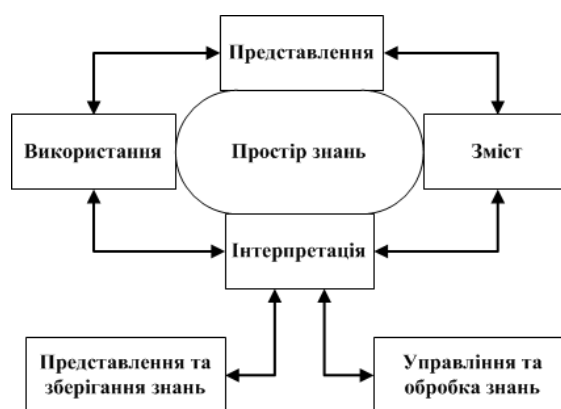 Представлення
Використання
Простір знань
Зміст
Інтерпретація
Представлення та
зберігання знань
Управління та
обробка знань